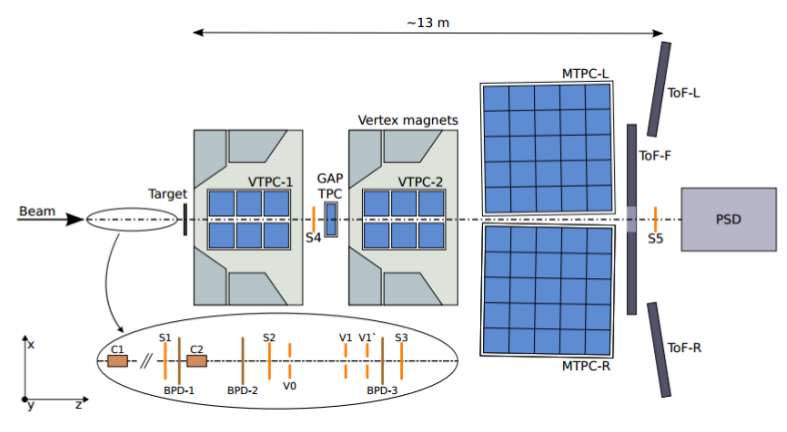 ~13 m
MTPC-L
ToF-L
Vertex magnets
ToF-F
VTPC-1
GAP
TPC
VTPC-2
Target
Beam
S4
S5
PSD
S1
C1
C2
S2
V1
V1`
S3
BPD-1
BPD-2
V0
BPD-3
MTPC-R
ToF-R
x
y
z